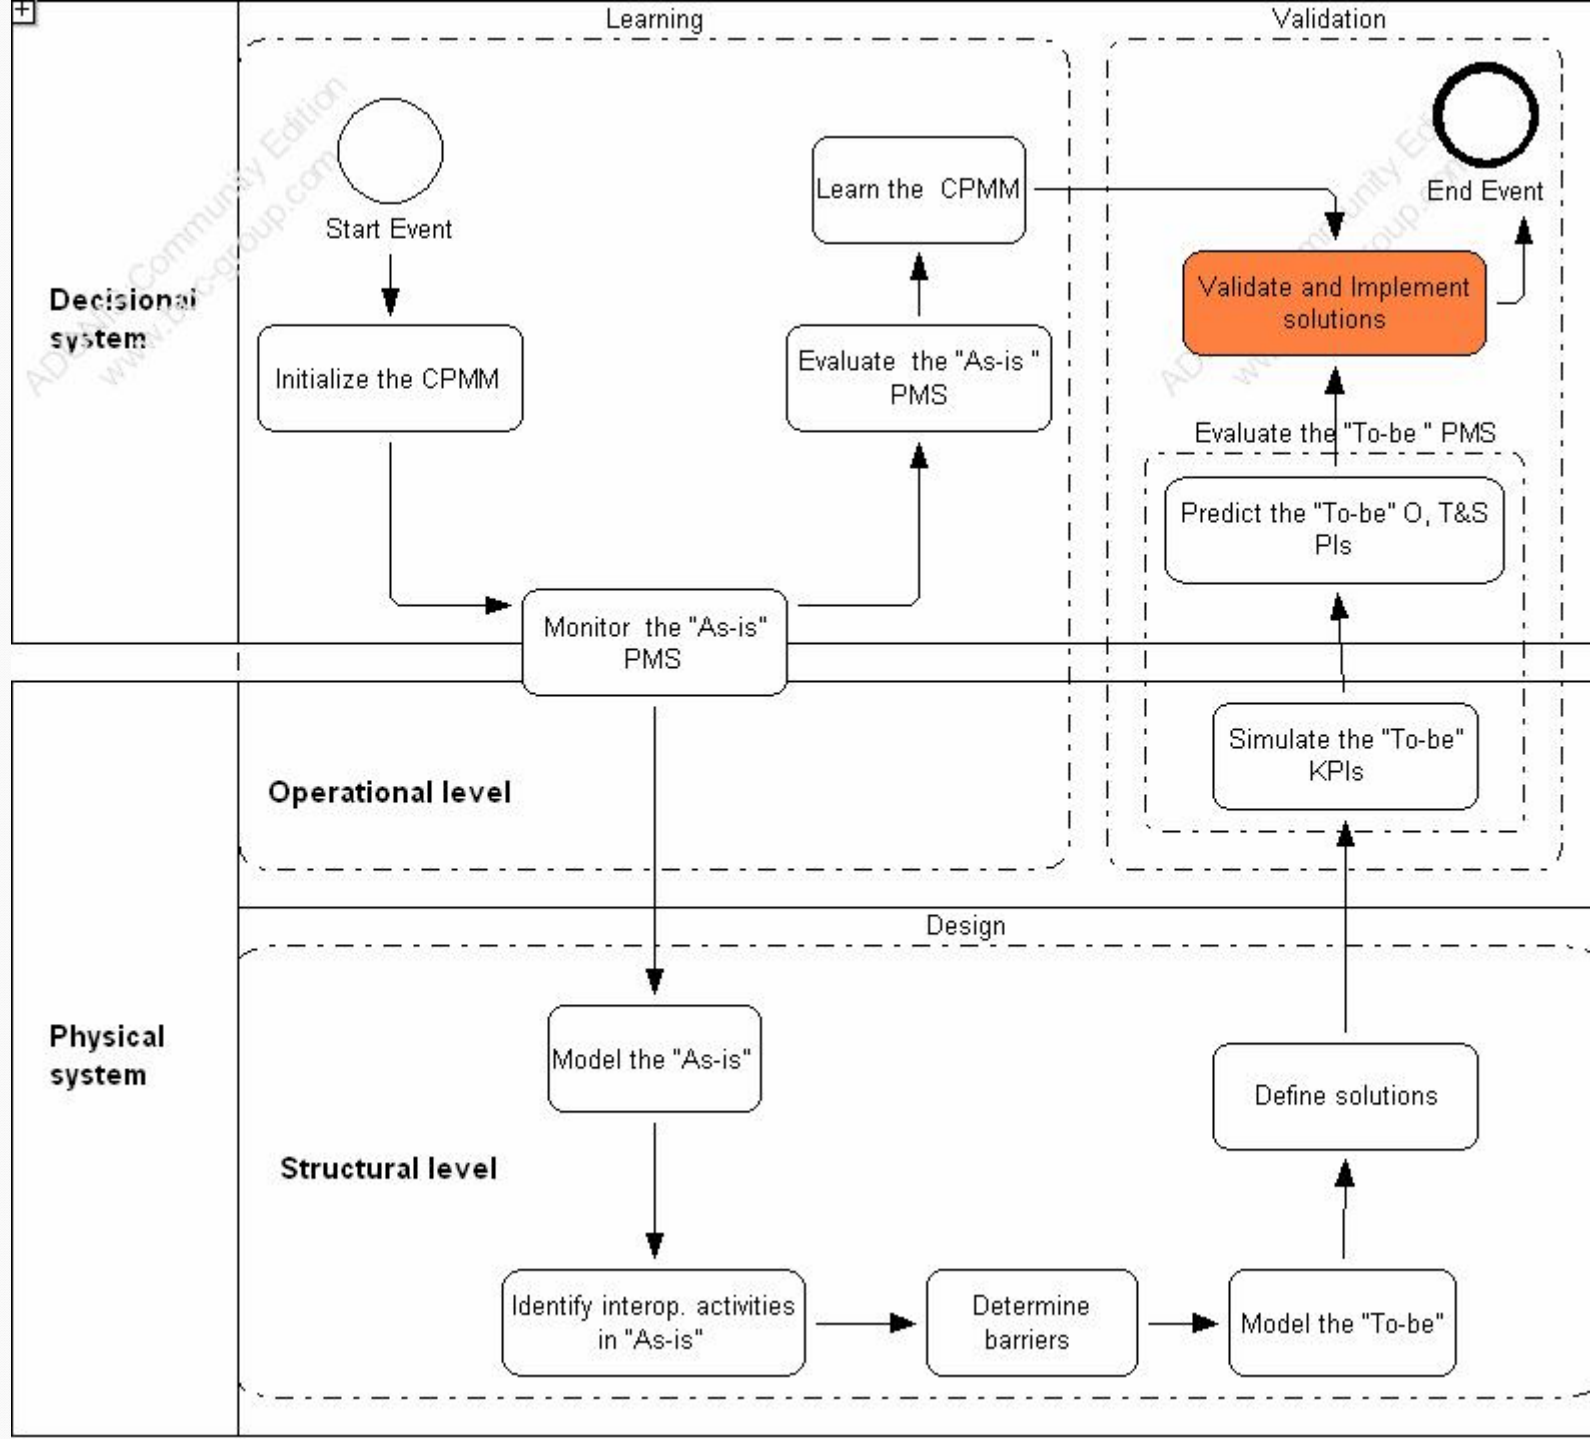 Learning
Validation
Start Event
Learn the CPMM
End Event
Decisional
system
Initialize the CPMM
Evaluate the "As-is "
PMS
Validate and Implement
solutions
Evaluate the "To-be " PMS
Predict the "To-be" O, T&S
PIs
Monitor the "As-is"
PMS
Simulate the "To-be"
KPIs
Operational level
Design
Physical
system
Model the "As-is"
Define solutions
Structural level
Identify interop. activities
in "As-is"
Determine
barriers
Model the "To-be"